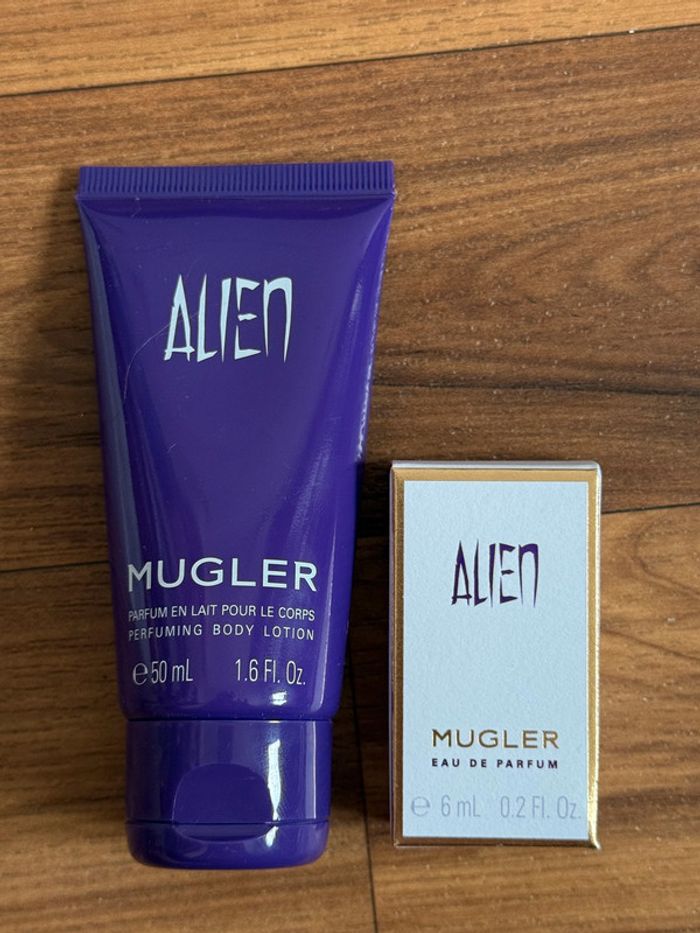 ALIEN
MUGLER
PARFUM EN LAIT POUR LE CORPS
PERFUMING BODY LOTION
℮50 mL 1.6 Fl. Oz.
ALIEN
MUGLER
EAU DE PARFUM
℮ 6 mL 0.2 Fl. Oz.